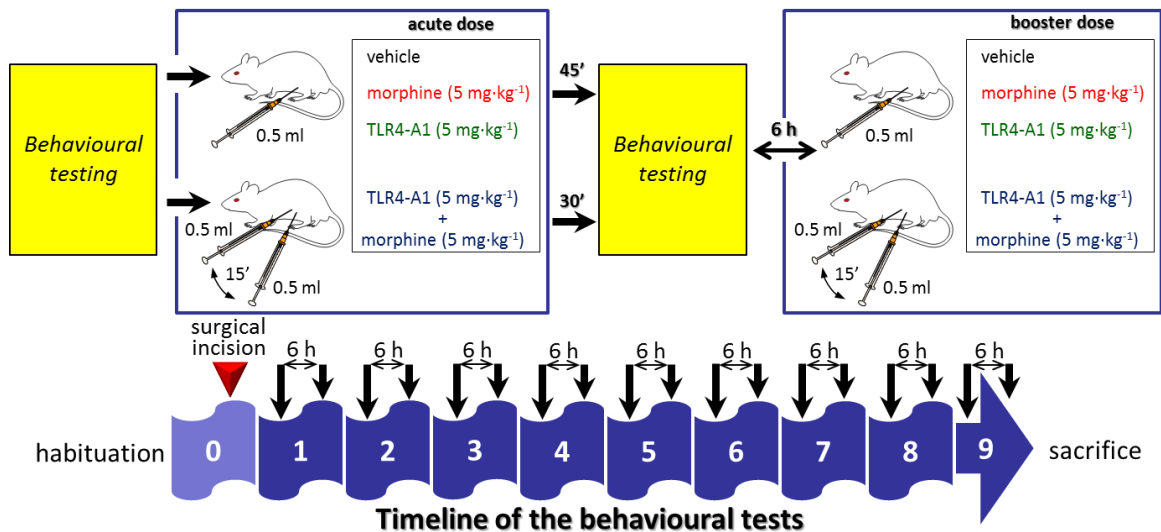 acute dose
booster dose
Behavioural
testing
0.5 ml
vehicle
morphine (5 mg·kg⁻¹)
TLR4-A1 (5 mg·kg⁻¹)
0.5 ml
15’
0.5 ml
TLR4-A1 (5 mg·kg⁻¹)
+
morphine (5 mg·kg⁻¹)
45’
30’
Behavioural
testing
6 h
0.5 ml
vehicle
morphine (5 mg·kg⁻¹)
TLR4-A1 (5 mg·kg⁻¹)
0.5 ml
15’
0.5 ml
TLR4-A1 (5 mg·kg⁻¹)
+
morphine (5 mg·kg⁻¹)
surgical
incision
6 h 6 h 6 h 6 h 6 h 6 h 6 h 6 h 6 h
habituation 0 1 2 3 4 5 6 7 8 9 sacrifice
Timeline of the behavioural tests